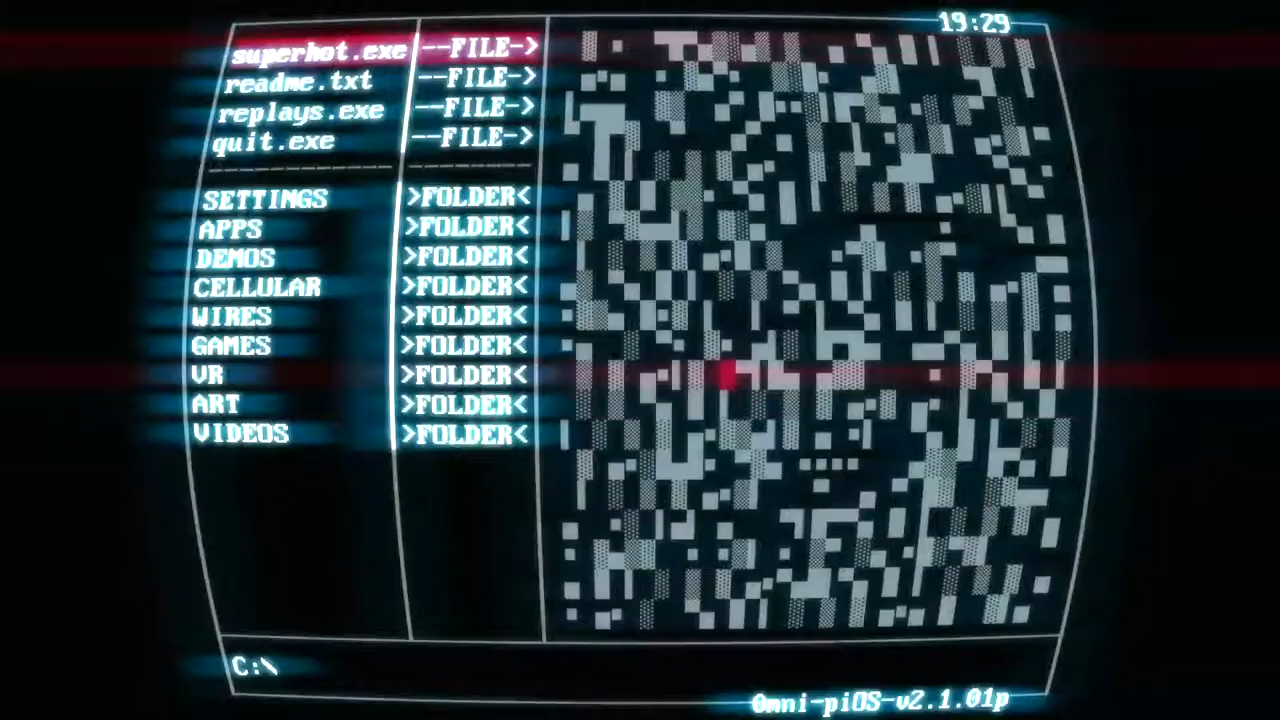 19:29
superhot.exe --FILE->
readme.txt --FILE->
replays.exe --FILE->
quit.exe --FILE->
SETTINGS >FOLDER<
APPS >FOLDER<
DEMOS >FOLDER<
CELLULAR >FOLDER<
WIRES >FOLDER<
GAMES >FOLDER<
VR >FOLDER<
ART >FOLDER<
VIDEOS >FOLDER<
C:\
Omni-piOS-v2.1.01p